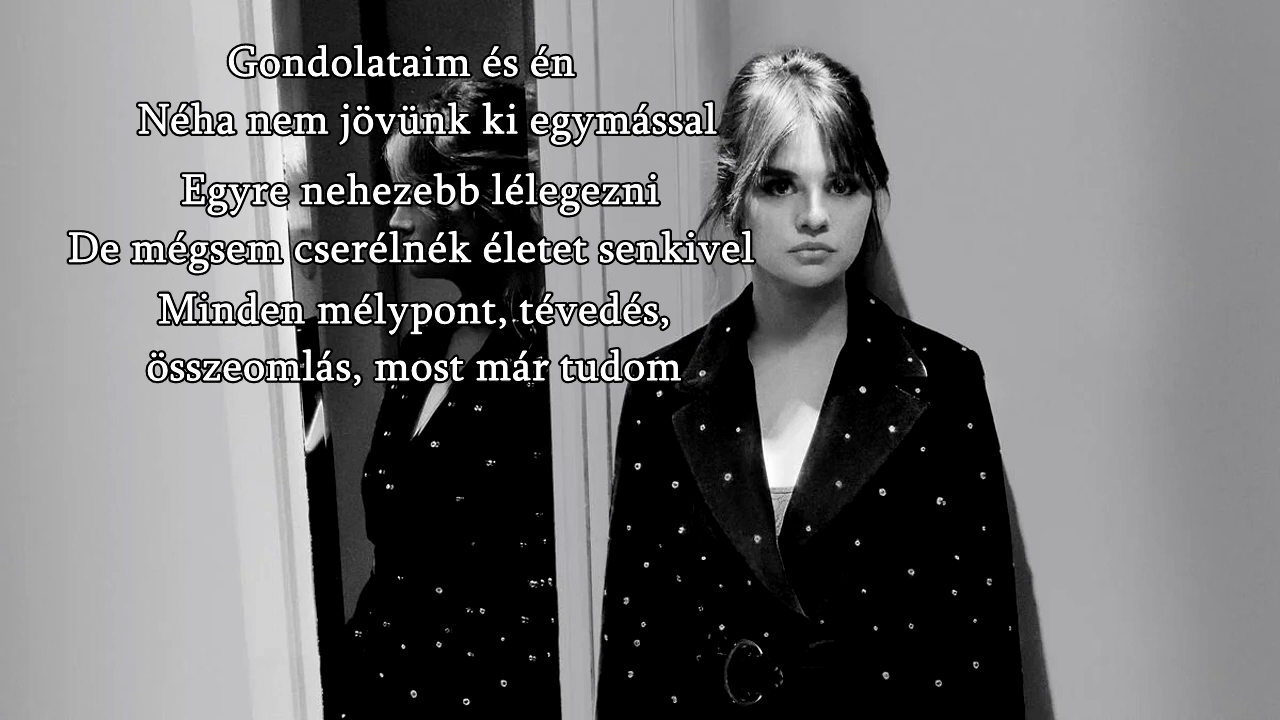 Gondolataim és én
Néha nem jövünk ki egymással
Egyre nehezebb lélegezni
De mégsem cserélnék életet senkivel
Minden mélypont, tévedés,
összeomlás, most már tudom